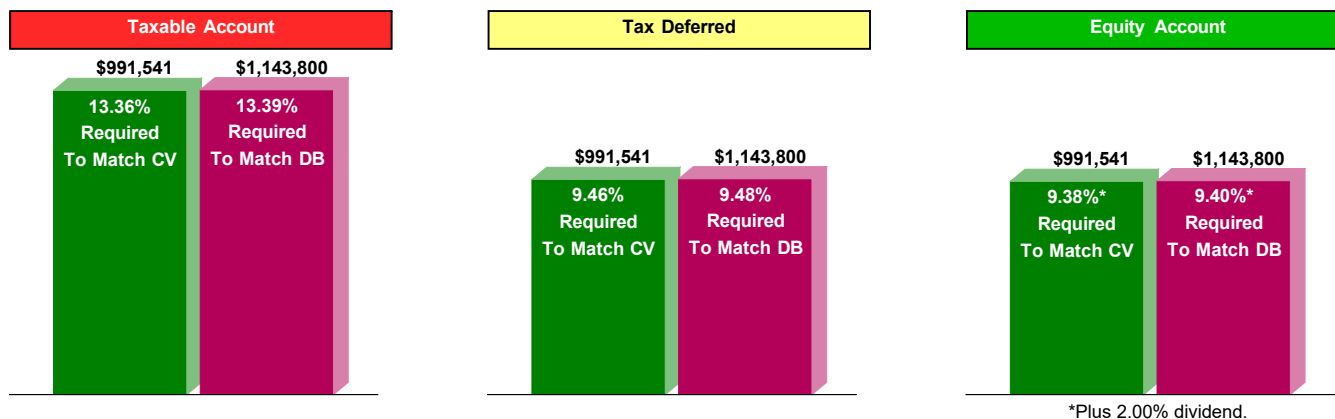 Taxable Account
$991,541
$1,143,800
13.36%
Required
To Match CV
13.39%
Required
To Match DB
Tax Deferred
$991,541
$1,143,800
9.46%
Required
To Match CV
9.48%
Required
To Match DB
Equity Account
$991,541
$1,143,800
9.38%*
Required
To Match CV
9.40%*
Required
To Match DB
*Plus 2.00% dividend.